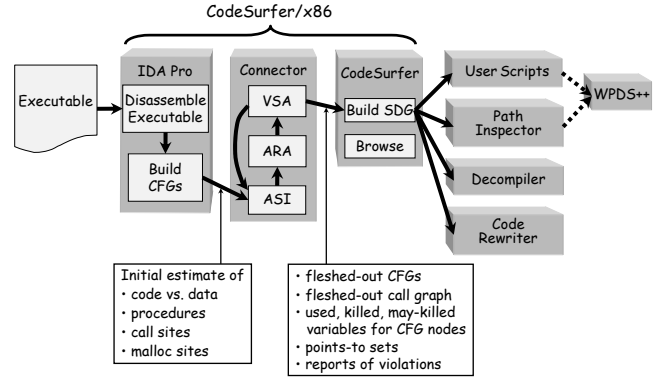 CodeSurfer/x86
Executable
IDA Pro
Disassemble
Executable
Build
CFGs
Connector
VSA
ARA
ASI
CodeSurfer
Build SDG
Browse
User Scripts
Path
Inspector
Decompiler
Code
Rewriter
WPDS++
Initial estimate of
• code vs. data
• procedures
• call sites
• malloc sites
• fleshed-out CFGs
• fleshed-out call graph
• used, killed, may-killed
variables for CFG nodes
• points-to sets
• reports of violations